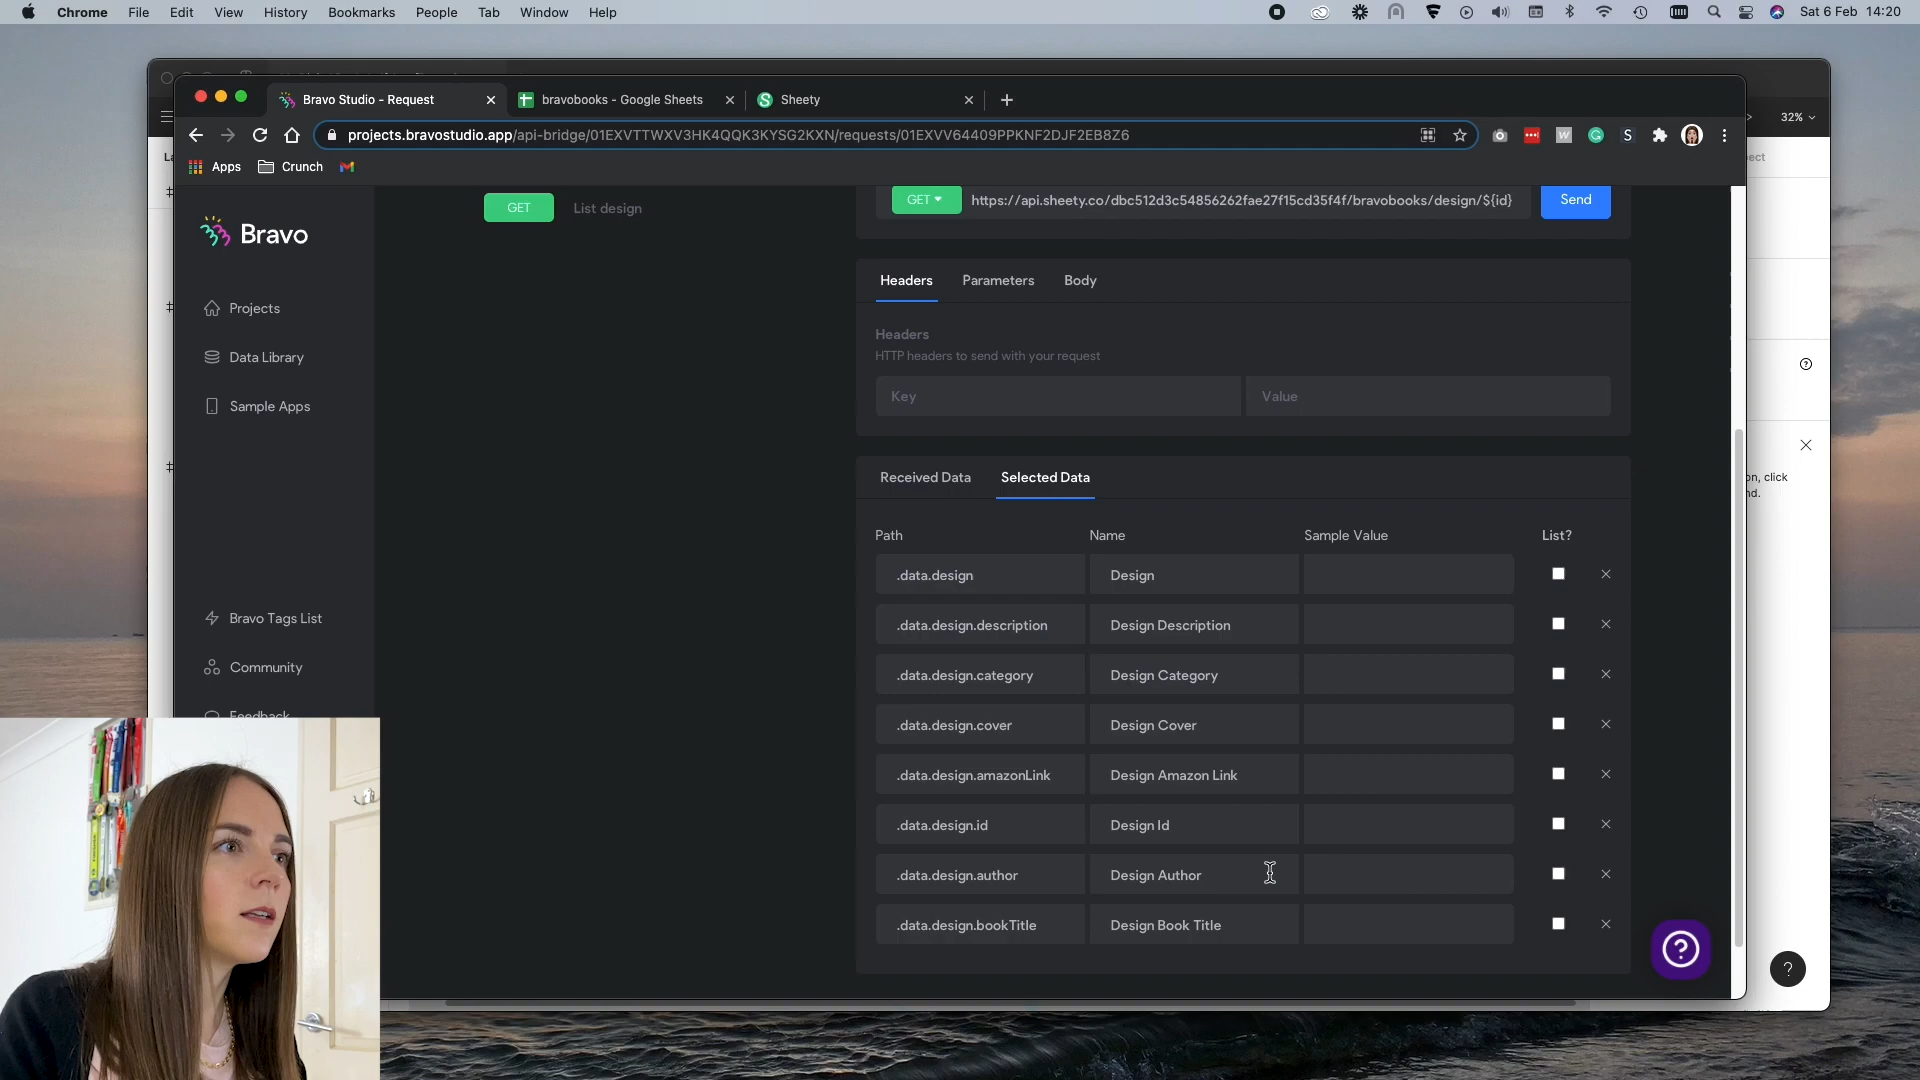 Chrome File Edit View History Bookmarks People Tab Window Help Sat 6 Feb 14:20
Bravo Studio - Request bravobooks - Google Sheets Sheety
projects.bravostudio.app/api-bridge/01EXVTTWXV3HK4QQK3KYSG2KXN/requests/01EXVV64409PPKNF2DJF2EB8Z6
32%
Apps Crunch
Bravo
Projects
Data Library
Sample Apps
Bravo Tags List
Community
Feedback
GET List design
GET https://api.sheety.co/dbc512d3c54856262fae27f15cd35f4f/bravobooks/design/${id} Send
Headers Parameters Body
Headers
HTTP headers to send with your request
Key Value
Received Data Selected Data
Path Name Sample Value List?
.data.design Design
.data.design.description Design Description
.data.design.category Design Category
.data.design.cover Design Cover
.data.design.amazonLink Design Amazon Link
.data.design.id Design Id
.data.design.author Design Author
.data.design.bookTitle Design Book Title